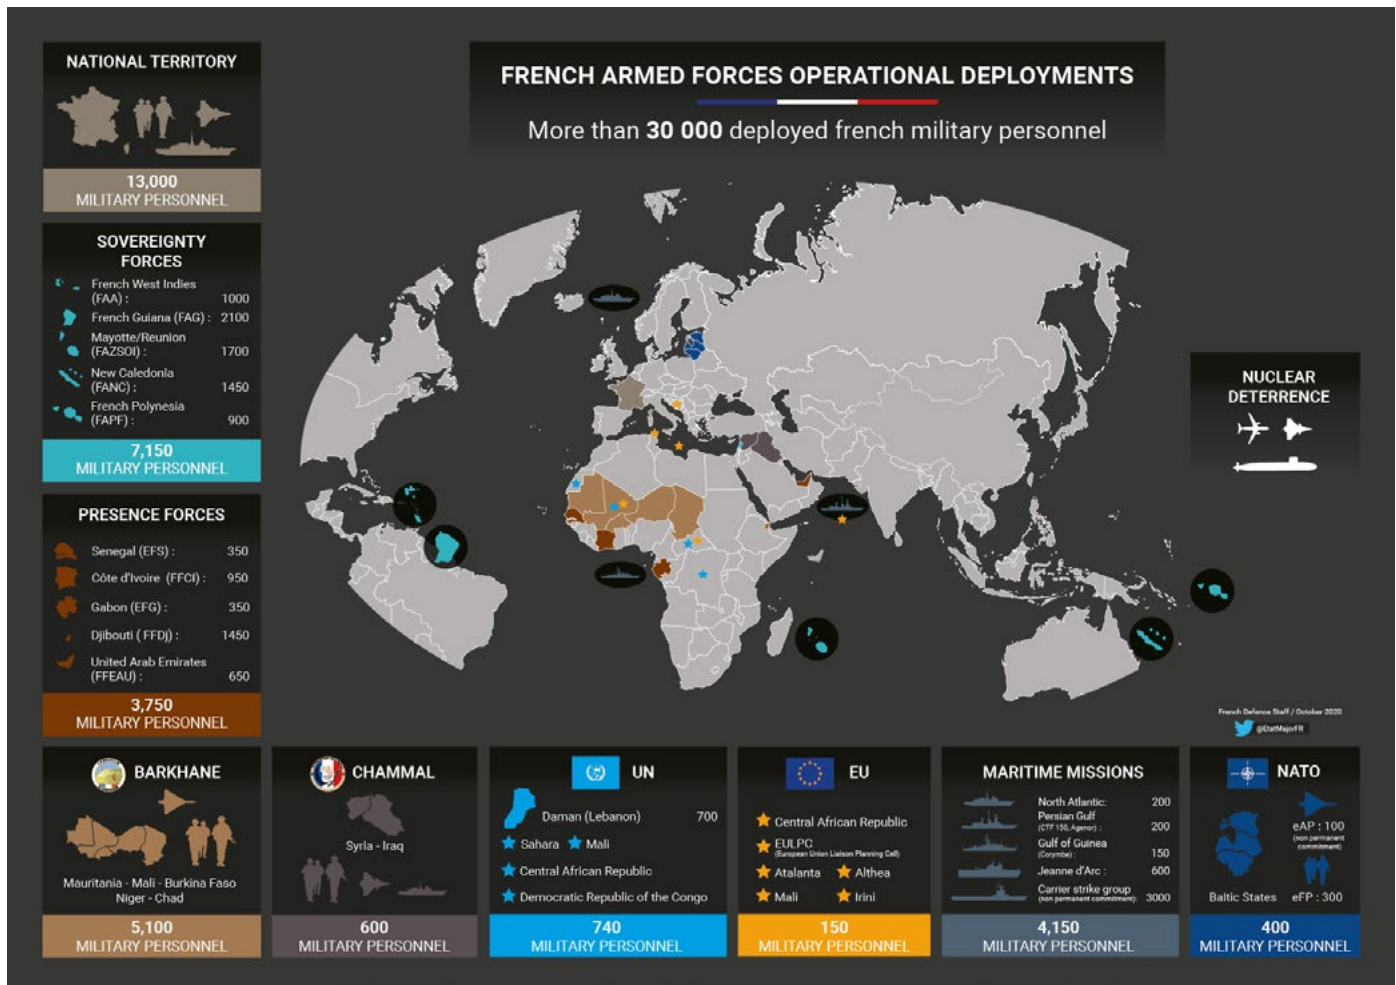 FRENCH ARMED FORCES OPERATIONAL DEPLOYMENTS
More than 30 000 deployed french military personnel
NATIONAL TERRITORY
13,000
MILITARY PERSONNEL
SOVEREIGNTY
FORCES
French West Indies
(FAA) : 1000
French Guiana (FAG) : 2100
Mayotte/Reunion
(FAZSOI) : 1700
New Caledonia
(FANC) : 1450
French Polynesia
(FAPF) : 900
7,150
MILITARY PERSONNEL
PRESENCE FORCES
Senegal (EFS) : 350
Côte d'Ivoire (FFCI) : 950
Gabon (EFG) : 350
Djibouti ( FFDj) : 1450
United Arab Emirates
(FFEAU) : 650
3,750
MILITARY PERSONNEL
NUCLEAR
DETERRENCE
French Defence Staff / October 2020
@EtatMajorFR
BARKHANE
Mauritania - Mali - Burkina Faso
Niger - Chad
5,100
MILITARY PERSONNEL
CHAMMAL
Syria - Iraq
600
MILITARY PERSONNEL
UN
Daman (Lebanon) 700
Sahara Mali
Central African Republic
Democratic Republic of the Congo
740
MILITARY PERSONNEL
EU
Central African Republic
EULPC
(European Union Liaison Planning Cell)
Atalanta Althea
Mali Irini
150
MILITARY PERSONNEL
MARITIME MISSIONS
North Atlantic: 200
Persian Gulf
(CTF 150, Agenor) : 200
Gulf of Guinea
(Corymbe) : 150
Jeanne d'Arc : 600
Carrier strike group
(non permanent commitment): 3000
4,150
MILITARY PERSONNEL
NATO
eAP : 100
(non permanent
commitment)
Baltic States eFP : 300
400
MILITARY PERSONNEL